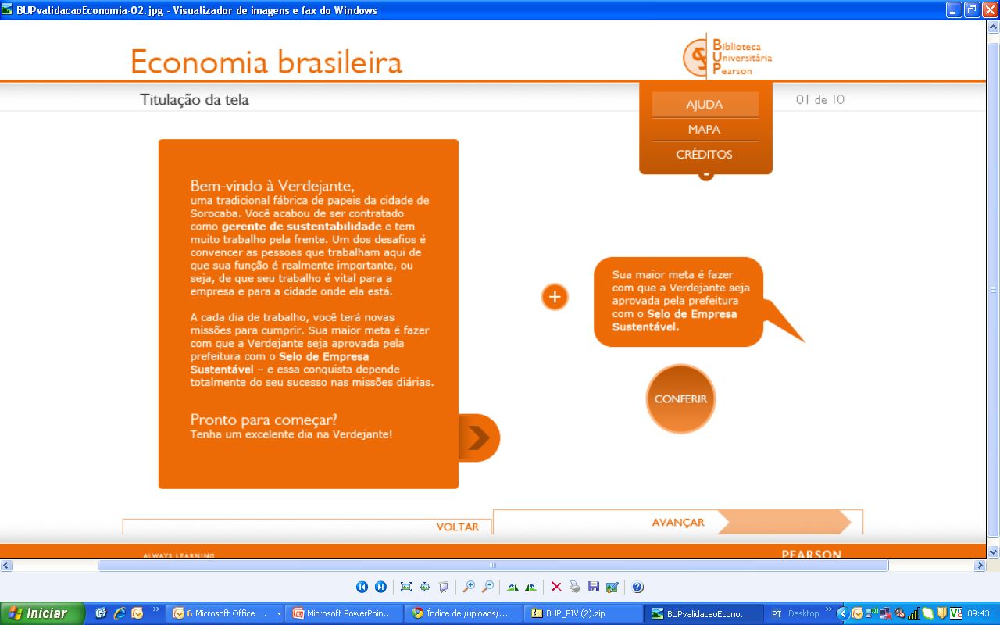 BUPvalidacaoEconomia-02.jpg - Visualizador de imagens e fax do Windows
Economia brasileira
Biblioteca
Universitária
Pearson
Titulação da tela
01 de 10
AJUDA
MAPA
CRÉDITOS
Bem-vindo à Verdejante,
uma tradicional fábrica de papeis da cidade de
Sorocaba. Você acabou de ser contratado
como gerente de sustentabilidade e tem
muito trabalho pela frente. Um dos desafios é
convencer as pessoas que trabalham aqui de
que sua função é realmente importante, ou
seja, de que seu trabalho é vital para a
empresa e para a cidade onde ela está.
A cada dia de trabalho, você terá novas
missões para cumprir. Sua maior meta é fazer
com que a Verdejante seja aprovada pela
prefeitura com o Selo de Empresa
Sustentável – e essa conquista depende
totalmente do seu sucesso nas missões diárias.
Pronto para começar?
Tenha um excelente dia na Verdejante!
Sua maior meta é fazer
com que a Verdejante seja
aprovada pela prefeitura
com o Selo de Empresa
Sustentável.
CONFERIR
VOLTAR
AVANÇAR
ALWAYS LEARNING
PEARSON
Iniciar
6 Microsoft Office ...
Microsoft PowerPoin...
Índice de /uploads/...
BUP_PIV (2).zip
BUPvalidacaoEcono...
PT
Desktop
09:43